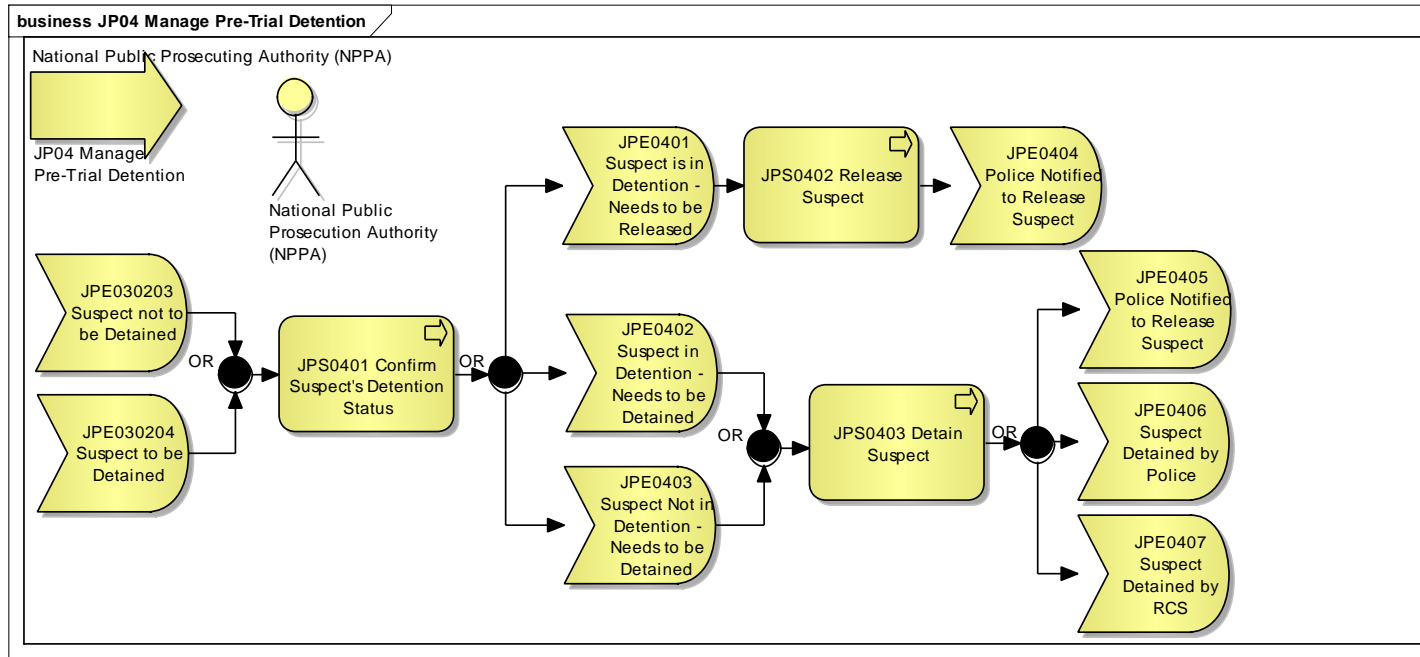 business JP04 Manage Pre-Trial Detention
National Public Prosecuting Authority (NPPA)
JP04 Manage
Pre-Trial Detention
National Public
Prosecution Authority
(NPPA)
JPE030203
Suspect not to
be Detained
JPE030204
Suspect to be
Detained
OR
JPS0401 Confirm
Suspect's Detention
Status
OR
JPE0401
Suspect is in
Detention -
Needs to be
Released
JPS0402 Release
Suspect
JPE0404
Police Notified
to Release
Suspect
JPE0402
Suspect in
Detention -
Needs to be
Detained
JPE0403
Suspect Not in
Detention -
Needs to be
Detained
OR
JPS0403 Detain
Suspect
OR
JPE0405
Police Notified
to Release
Suspect
JPE0406
Suspect
Detained by
Police
JPE0407
Suspect
Detained by
RCS